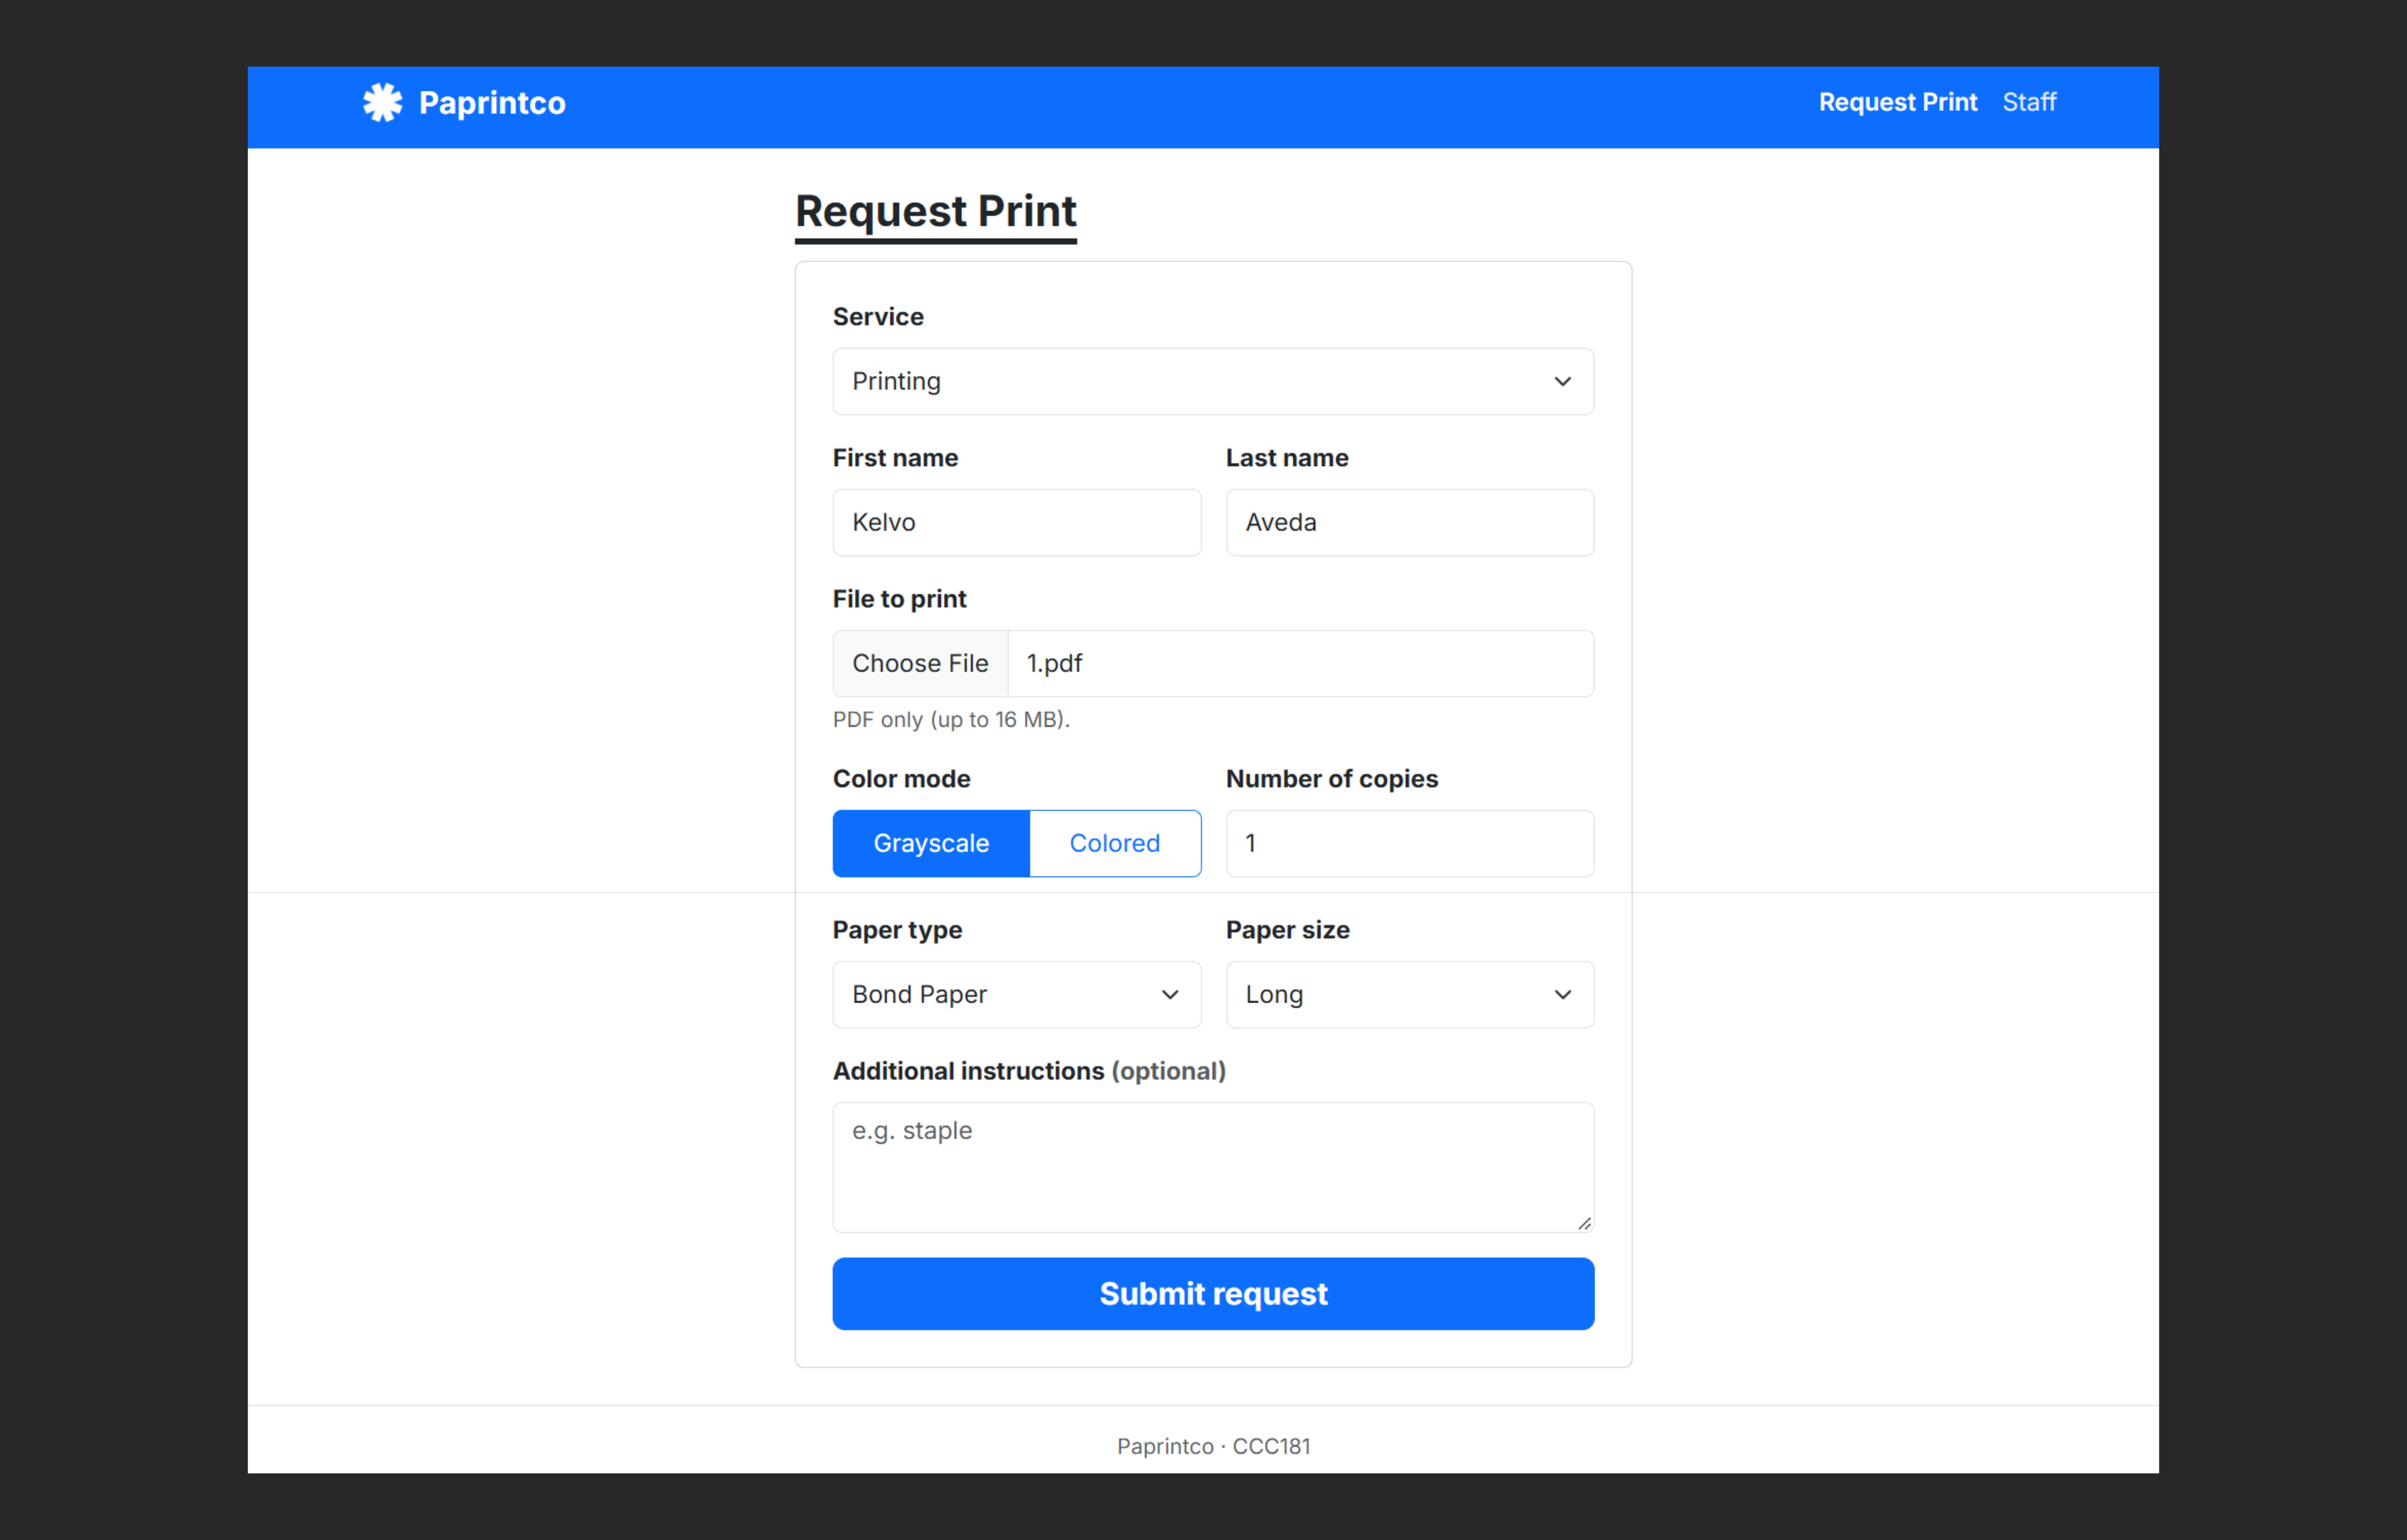 Paprintco
Request Print Staff
Request Print
Service
Printing
First name Last name
Kelvo Aveda
File to print
Choose File 1.pdf
PDF only (up to 16 MB).
Color mode Number of copies
Grayscale Colored 1
Paper type Paper size
Bond Paper Long
Additional instructions (optional)
e.g. staple
Submit request
Paprintco · CCC181